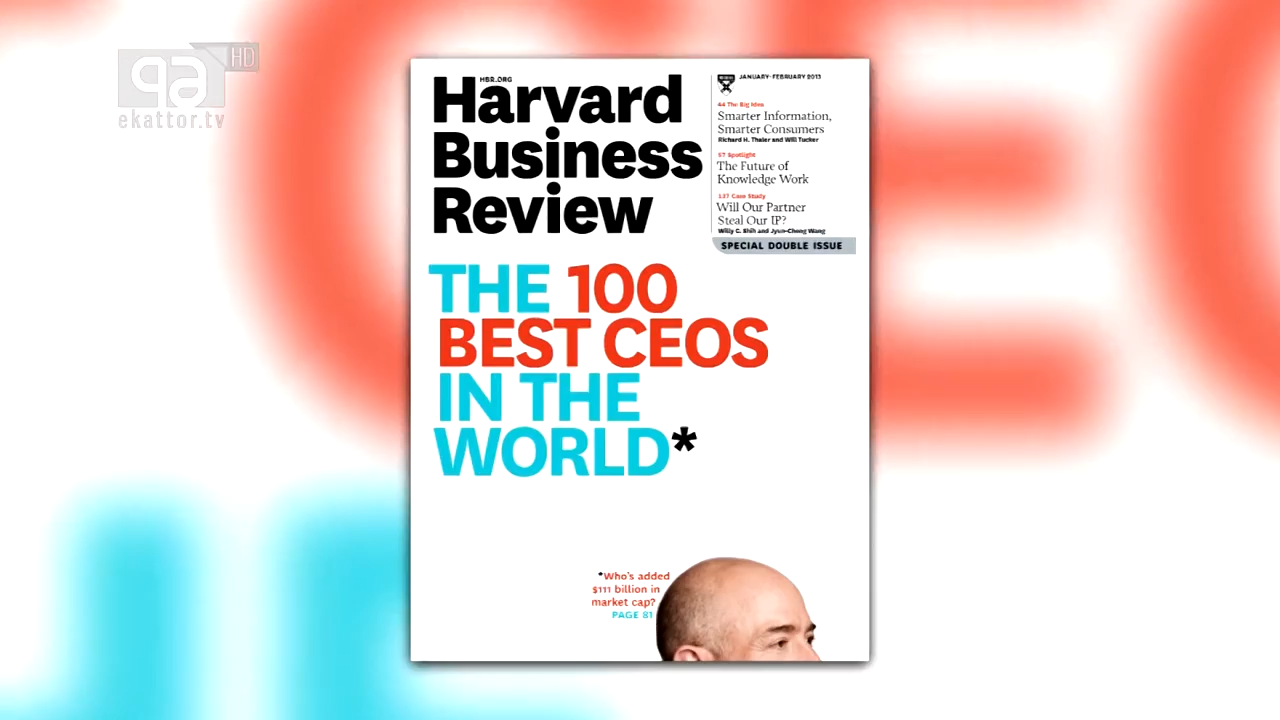 HD
ekattor.tv
HBR.ORG
Harvard
Business
Review
JANUARY-FEBRUARY 2013
44 The Big Idea
Smarter Information,
Smarter Consumers
Richard H. Thaler and Will Tucker
57 Spotlight
The Future of
Knowledge Work
137 Case Study
Will Our Partner
Steal Our IP?
Willy C. Shih and Jyun-Cheng Wang
SPECIAL DOUBLE ISSUE
THE 100
BEST CEOS
IN THE
WORLD*
*Who's added
$111 billion in
market cap?
PAGE 81